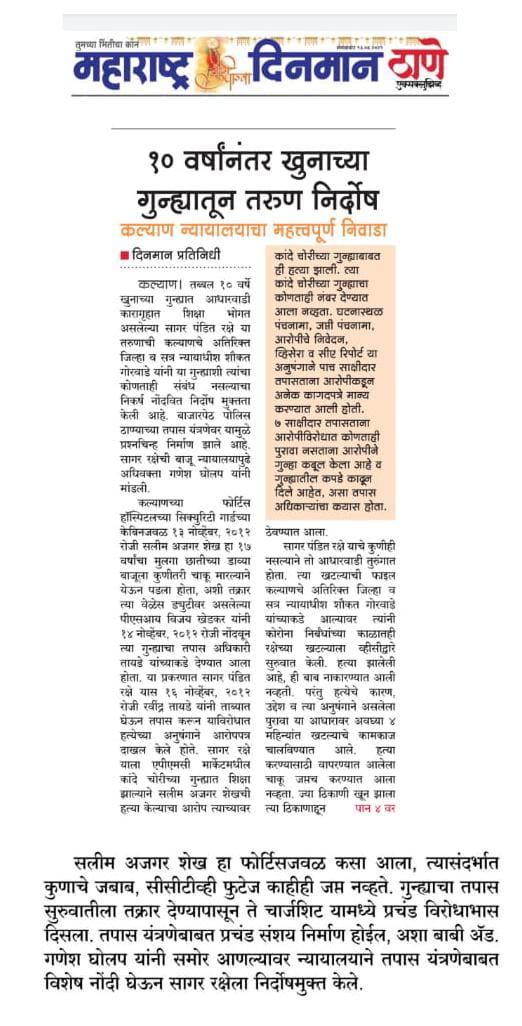 तुमच्या भिंतीचा कान
महाराष्ट्र दिनमान ठाणे
एक्सक्लुझिव्ह
१० वर्षांनंतर खुनाच्या
गुन्ह्यातून तरुण निर्दोष
कल्याण न्यायालयाचा महत्त्वपूर्ण निवाडा
■ दिनमान प्रतिनिधी
कल्याण। तब्बल १० वर्षे
खुनाच्या गुन्ह्यात आधारवाडी
कारागृहात शिक्षा भोगत
असलेल्या सागर पंडित रक्षे या
तरुणाची कल्याणचे अतिरिक्त
जिल्हा व सत्र न्यायाधीश शौकत
गोरवाडे यांनी या गुन्ह्याशी त्यांचा
कोणताही संबंध नसल्याचा
निकर्ष नोंदवित निर्दोष मुक्तता
केली आहे. बाजारपेठ पोलिस
ठाण्याच्या तपास यंत्रणेवर यामुळे
प्रश्नचिन्ह निर्माण झाले आहे.
सागर रक्षेची बाजू न्यायालयापुढे
अधिवक्ता गणेश घोलप यांनी
मांडली.
कल्याणच्या फोर्टिस
हॉस्पिटलच्या सिक्युरिटी गार्डच्या
केबिनजवळ १३ नोव्हेंबर, २०१२
रोजी सलीम अजगर शेख हा १७
वर्षांचा मुलगा छातीच्या डाव्या
बाजूला कुणीतरी चाकू मारल्याने
येऊन पडला होता, अशी तक्रार
त्या वेळेस ड्युटीवर असलेल्या
पीएसआय विजय खेडकर यांनी
१४ नोव्हेंबर, २०१२ रोजी नोंदवून
त्या गुन्ह्याचा तपास अधिकारी
तायडे यांच्याकडे देण्यात आला
होता. या प्रकरणात सागर पंडित
रक्षे यास १६ नोव्हेंबर, २०१२
रोजी रवींद्र तायडे यांनी ताब्यात
घेऊन तपास करून याविरोधात
हत्येच्या अनुषंगाने आरोपपत्र
दाखल केले होते. सागर रक्षे
याला एपीएमसी मार्केटमधील
कांदे चोरीच्या गुन्ह्यात शिक्षा
झाल्याने सलीम अजगर शेखची
हत्या केल्याचा आरोप त्याच्यावर
कांदे चोरीच्या गुन्ह्याबाबत
ही हत्या झाली. त्या
कांदे चोरीच्या गुन्ह्याचा
कोणताही नंबर देण्यात
आला नव्हता. घटनास्थळ
पंचनामा, जप्ती पंचनामा,
आरोपीचे निवेदन,
व्हिसेरा व सीए रिपोर्ट या
अनुषंगाने पाच साक्षीदार
तपासताना आरोपीकडून
अनेक कागदपत्रे मान्य
करण्यात आली होती.
७ साक्षीदार तपासताना
आरोपीविरोधात कोणताही
पुरावा नसताना आरोपीने
गुन्हा कबूल केला आहे व
गुन्ह्यातील कपडे काढून
दिले आहेत, असा तपास
अधिकाऱ्यांचा कयास होता.
ठेवण्यात आला.
सागर पंडित रक्षे याचे कुणीही
नसल्याने तो आधारवाडी तुरुंगात
होता. त्या खटल्याची फाइल
कल्याणचे अतिरिक्त जिल्हा व
सत्र न्यायाधीश शौकत गोरवाडे
यांच्याकडे आल्यावर त्यांनी
कोरोना निर्बंधांच्या काळातही
रक्षेच्या खटल्याला व्हीसीद्वारे
सुरुवात केली. हत्या झालेली
आहे, ही बाब नाकारण्यात आली
नव्हती. परंतु हत्येचे कारण,
उद्देश व त्या अनुषंगाने असलेला
पुरावा या आधारावर अवघ्या ४
महिन्यांत खटल्याचे कामकाज
चालविण्यात आले. हत्या
करण्यासाठी वापरण्यात आलेला
चाकू जप्तच करण्यात आला
नव्हता. ज्या ठिकाणी खून झाला
त्या ठिकाणाहून पान ४ वर
सलीम अजगर शेख हा फोर्टिसजवळ कसा आला, त्यासंदर्भात
कुणाचे जबाब, सीसीटीव्ही फुटेज काहीही जप्त नव्हते. गुन्ह्याचा तपास
सुरुवातीला तक्रार देण्यापासून ते चार्जशिट यामध्ये प्रचंड विरोधाभास
दिसला. तपास यंत्रणेबाबत प्रचंड संशय निर्माण होईल, अशा बाबी ॲड.
गणेश घोलप यांनी समोर आणल्यावर न्यायालयाने तपास यंत्रणेबाबत
विशेष नोंदी घेऊन सागर रक्षेला निर्दोषमुक्त केले.